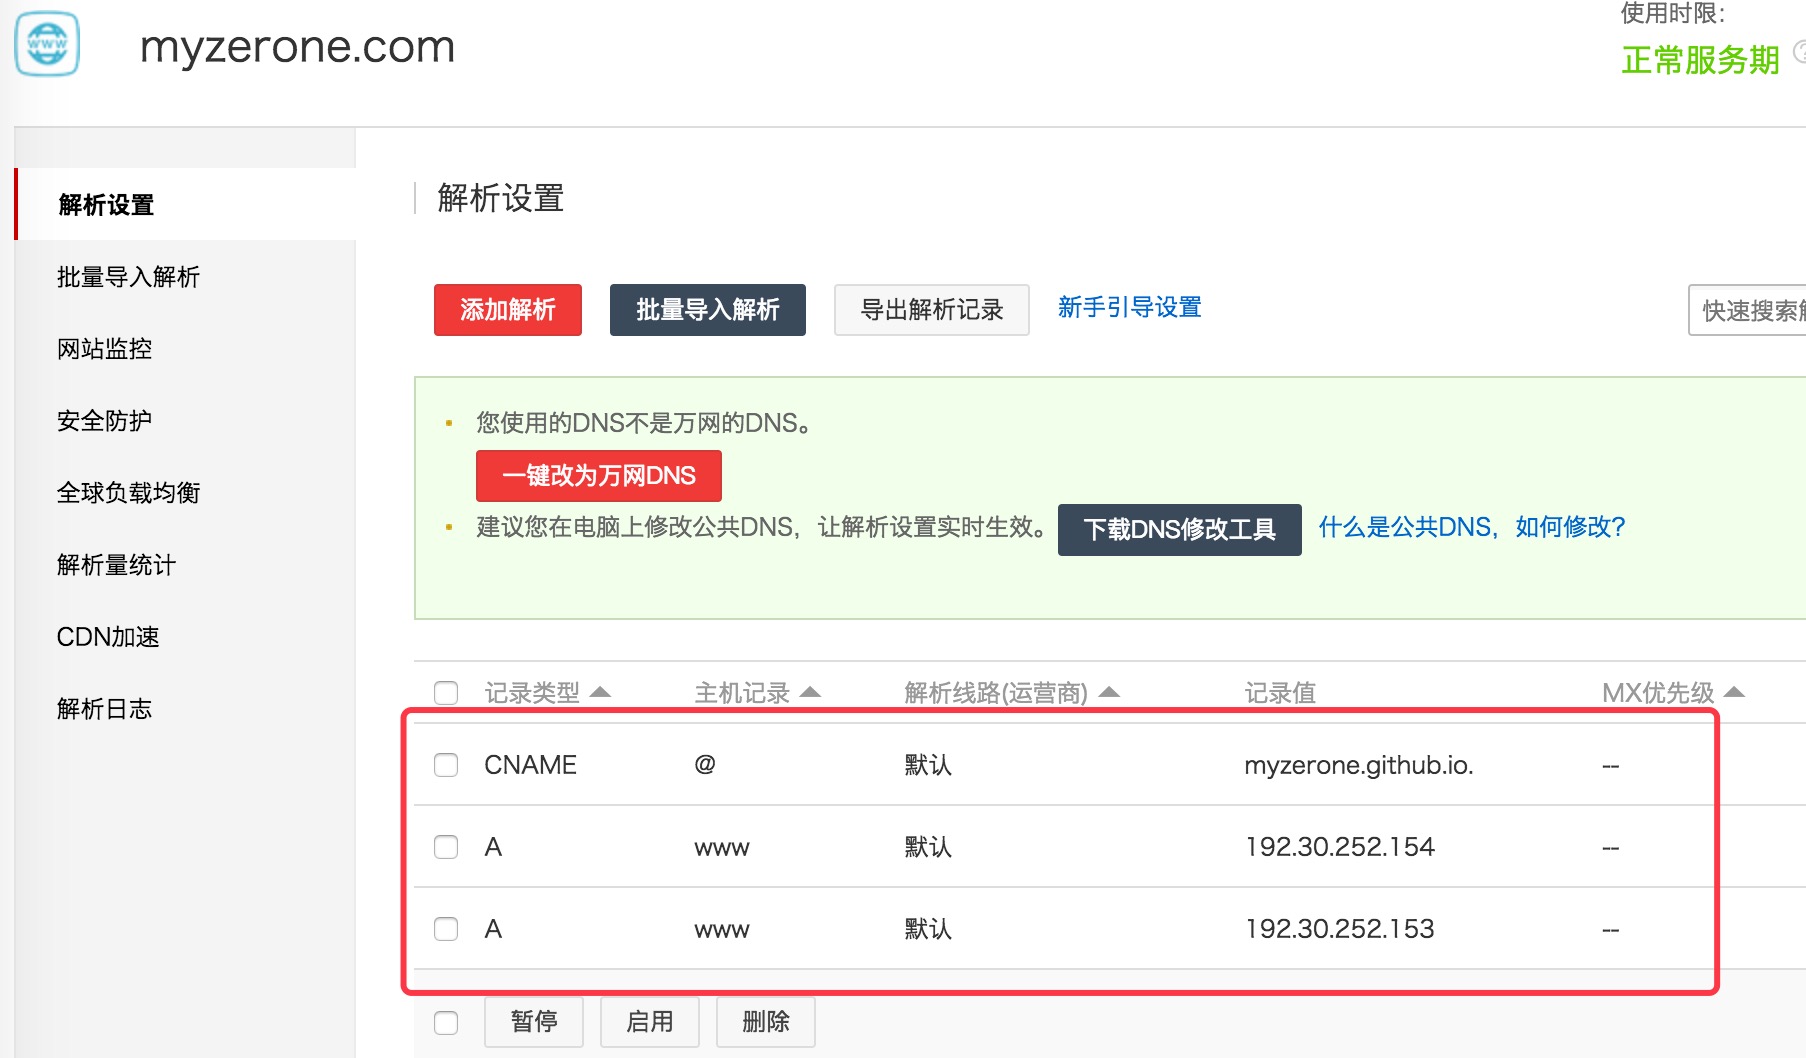 www
myzerone.com
使用时限:
正常服务期
解析设置
批量导入解析
网站监控
安全防护
全球负载均衡
解析量统计
CDN加速
解析日志
解析设置
添加解析 批量导入解析 导出解析记录 新手引导设置
快速搜索解
您使用的DNS不是万网的DNS。
一键改为万网DNS
建议您在电脑上修改公共DNS，让解析设置实时生效。 下载DNS修改工具 什么是公共DNS，如何修改?
记录类型 主机记录 解析线路(运营商) 记录值 MX优先级
CNAME @ 默认 myzerone.github.io. --
A www 默认 192.30.252.154 --
A www 默认 192.30.252.153 --
暂停 启用 删除